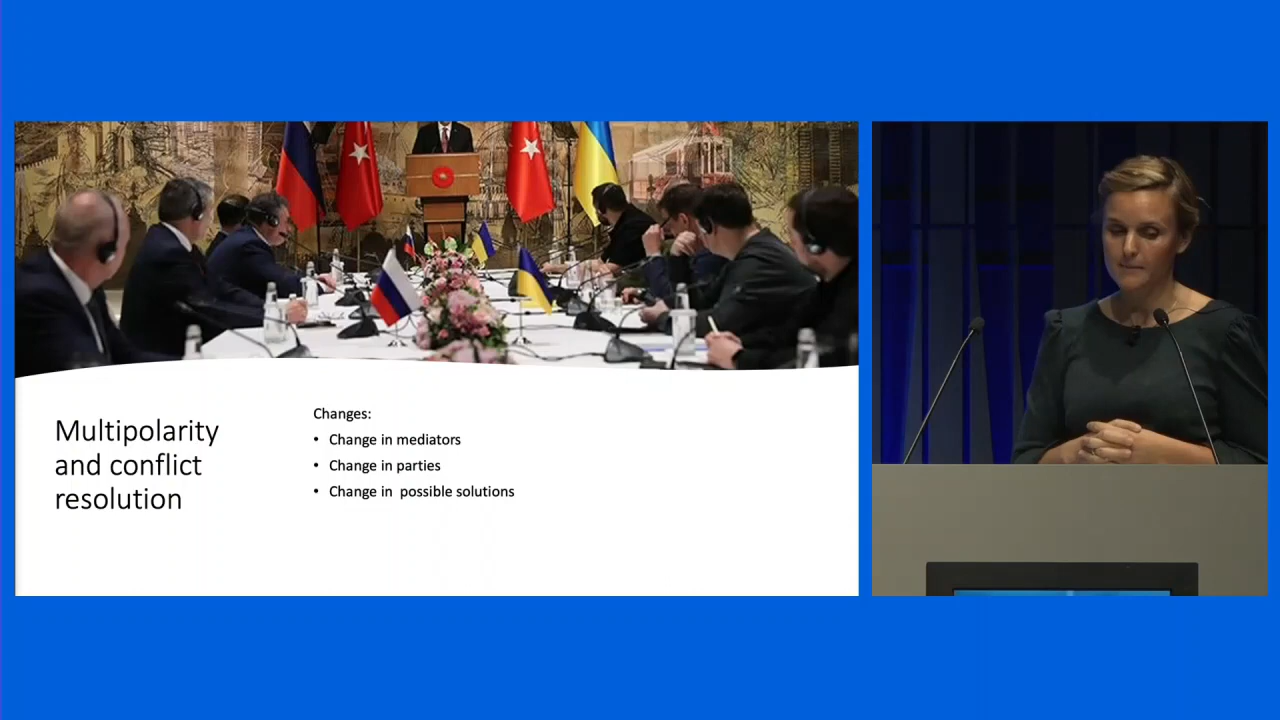 Multipolarity
and conflict
resolution
Changes:
• Change in mediators
• Change in parties
• Change in  possible solutions